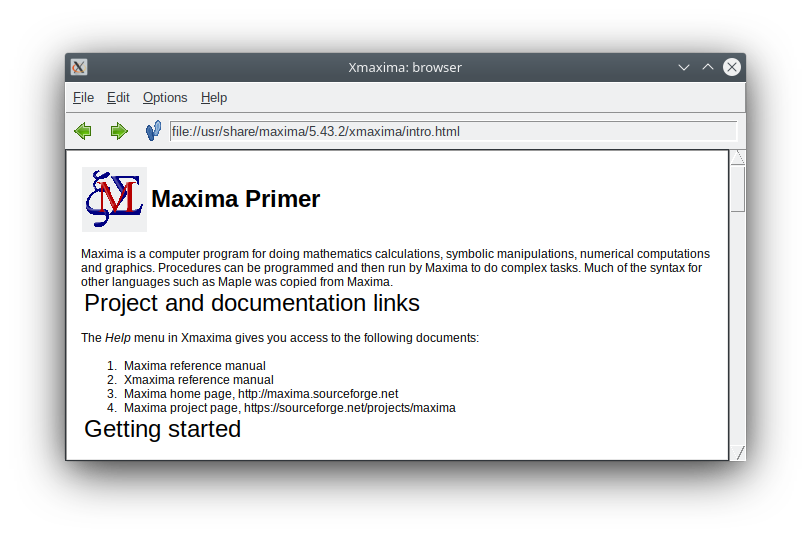 Xmaxima: browser
File Edit Options Help
file://usr/share/maxima/5.43.2/xmaxima/intro.html
Maxima Primer
Maxima is a computer program for doing mathematics calculations, symbolic manipulations, numerical computations
and graphics. Procedures can be programmed and then run by Maxima to do complex tasks. Much of the syntax for
other languages such as Maple was copied from Maxima.
Project and documentation links
The Help menu in Xmaxima gives you access to the following documents:
1. Maxima reference manual
2. Xmaxima reference manual
3. Maxima home page, http://maxima.sourceforge.net
4. Maxima project page, https://sourceforge.net/projects/maxima
Getting started